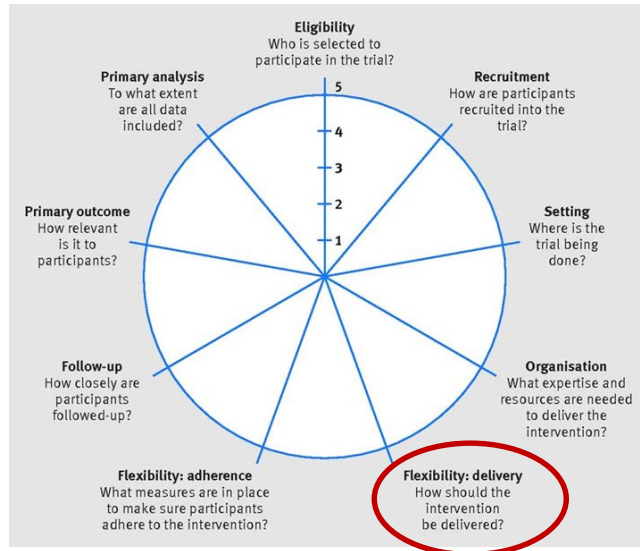 Eligibility
Who is selected to
participate in the trial?
Primary analysis
To what extent
are all data
included?
Recruitment
How are participants
recruited into the
trial?
5
4
3
2
1
Primary outcome
How relevant
is it to
participants?
Setting
Where is the
trial being
done?
Follow-up
How closely are
participants
followed-up?
Organisation
What expertise and
resources are needed
to deliver the
intervention?
Flexibility: adherence
What measures are in place
to make sure participants
adhere to the intervention?
Flexibility: delivery
How should the
intervention
be delivered?